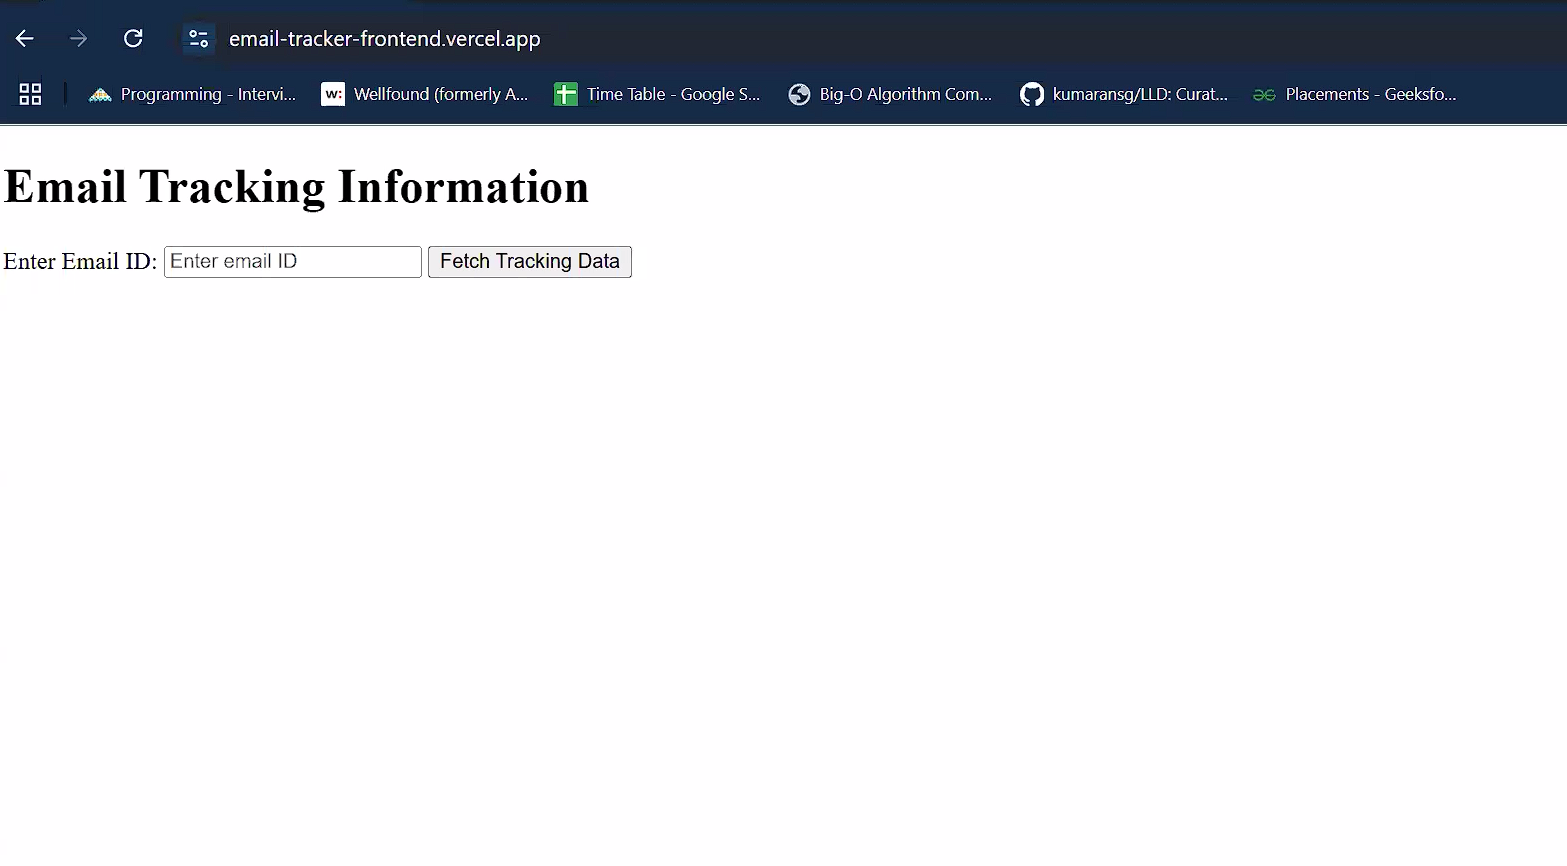 email-tracker-frontend.vercel.app
Programming - Intervi... w: Wellfound (formerly A... Time Table - Google S... Big-O Algorithm Com... kumaransg/LLD: Curat... Placements - Geeksfo...
Email Tracking Information
Enter Email ID: Enter email ID Fetch Tracking Data